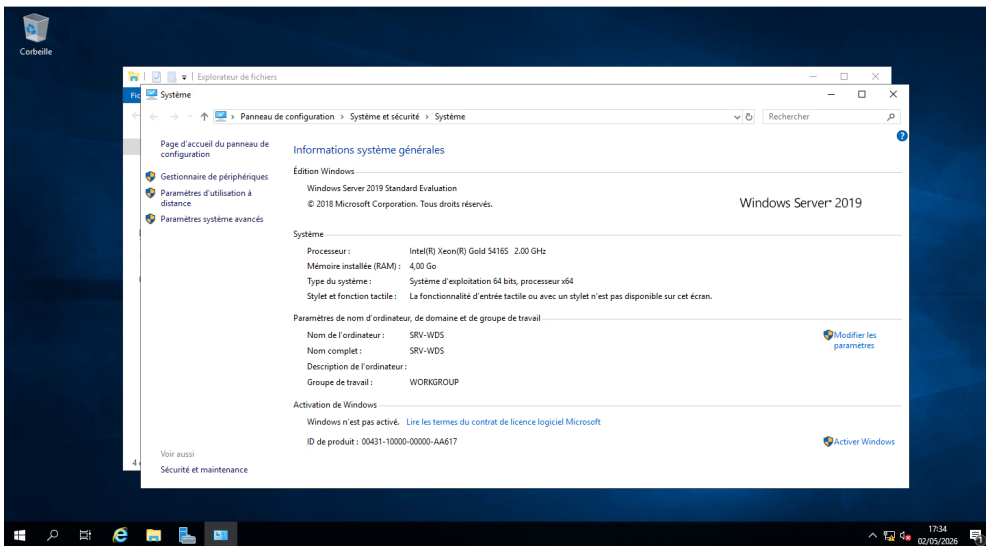 Corbeille
Explorateur de fichiers
Fic
Système
Panneau de configuration › Système et sécurité › Système
Rechercher
Page d'accueil du panneau de
configuration
Gestionnaire de périphériques
Paramètres d'utilisation à
distance
Paramètres système avancés
Informations système générales
Édition Windows
Windows Server 2019 Standard Evaluation
© 2018 Microsoft Corporation. Tous droits réservés.
Windows Server 2019
Système
Processeur : Intel(R) Xeon(R) Gold 5416S 2.00 GHz
Mémoire installée (RAM) : 4,00 Go
Type du système : Système d'exploitation 64 bits, processeur x64
Stylet et fonction tactile : La fonctionnalité d'entrée tactile ou avec un stylet n'est pas disponible sur cet écran.
Paramètres de nom d'ordinateur, de domaine et de groupe de travail
Nom de l'ordinateur : SRV-WDS
Nom complet : SRV-WDS
Description de l'ordinateur :
Groupe de travail : WORKGROUP
Modifier les
paramètres
Activation de Windows
Windows n'est pas activé. Lire les termes du contrat de licence logiciel Microsoft
ID de produit : 00431-10000-00000-AA617
Activer Windows
Voir aussi
Sécurité et maintenance
4
17:34
02/05/2026
1